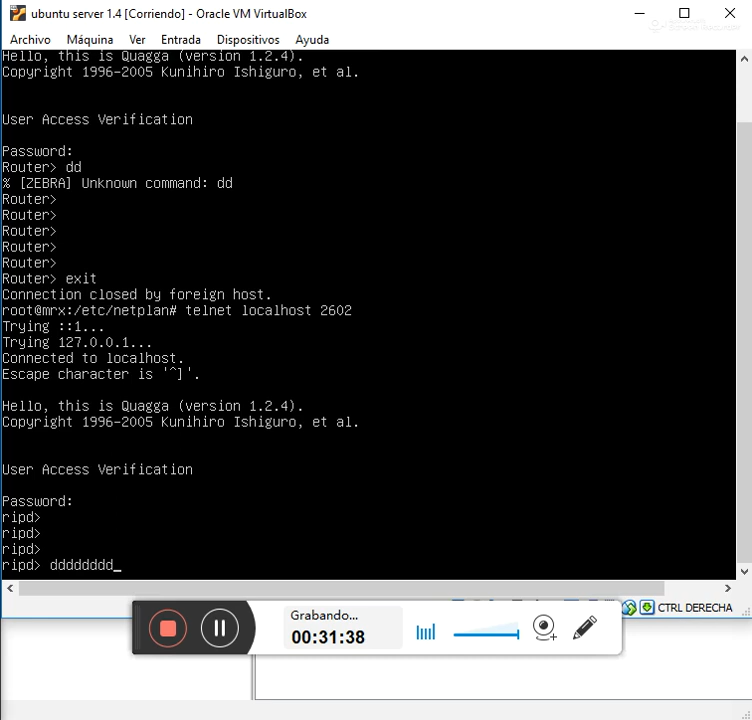 ubuntu server 1.4 [Corriendo] - Oracle VM VirtualBox
Archivo Máquina Ver Entrada Dispositivos Ayuda
Hello, this is Quagga (version 1.2.4).
Copyright 1996-2005 Kunihiro Ishiguro, et al.
User Access Verification
Password:
Router> dd
% [ZEBRA] Unknown command: dd
Router>
Router>
Router>
Router>
Router>
Router> exit
Connection closed by foreign host.
root@mrx:/etc/netplan# telnet localhost 2602
Trying ::1...
Trying 127.0.0.1...
Connected to localhost.
Escape character is '^]'.
Hello, this is Quagga (version 1.2.4).
Copyright 1996-2005 Kunihiro Ishiguro, et al.
User Access Verification
Password:
ripd>
ripd>
ripd>
ripd> dddddddd_
CTRL DERECHA
Grabando...
00:31:38